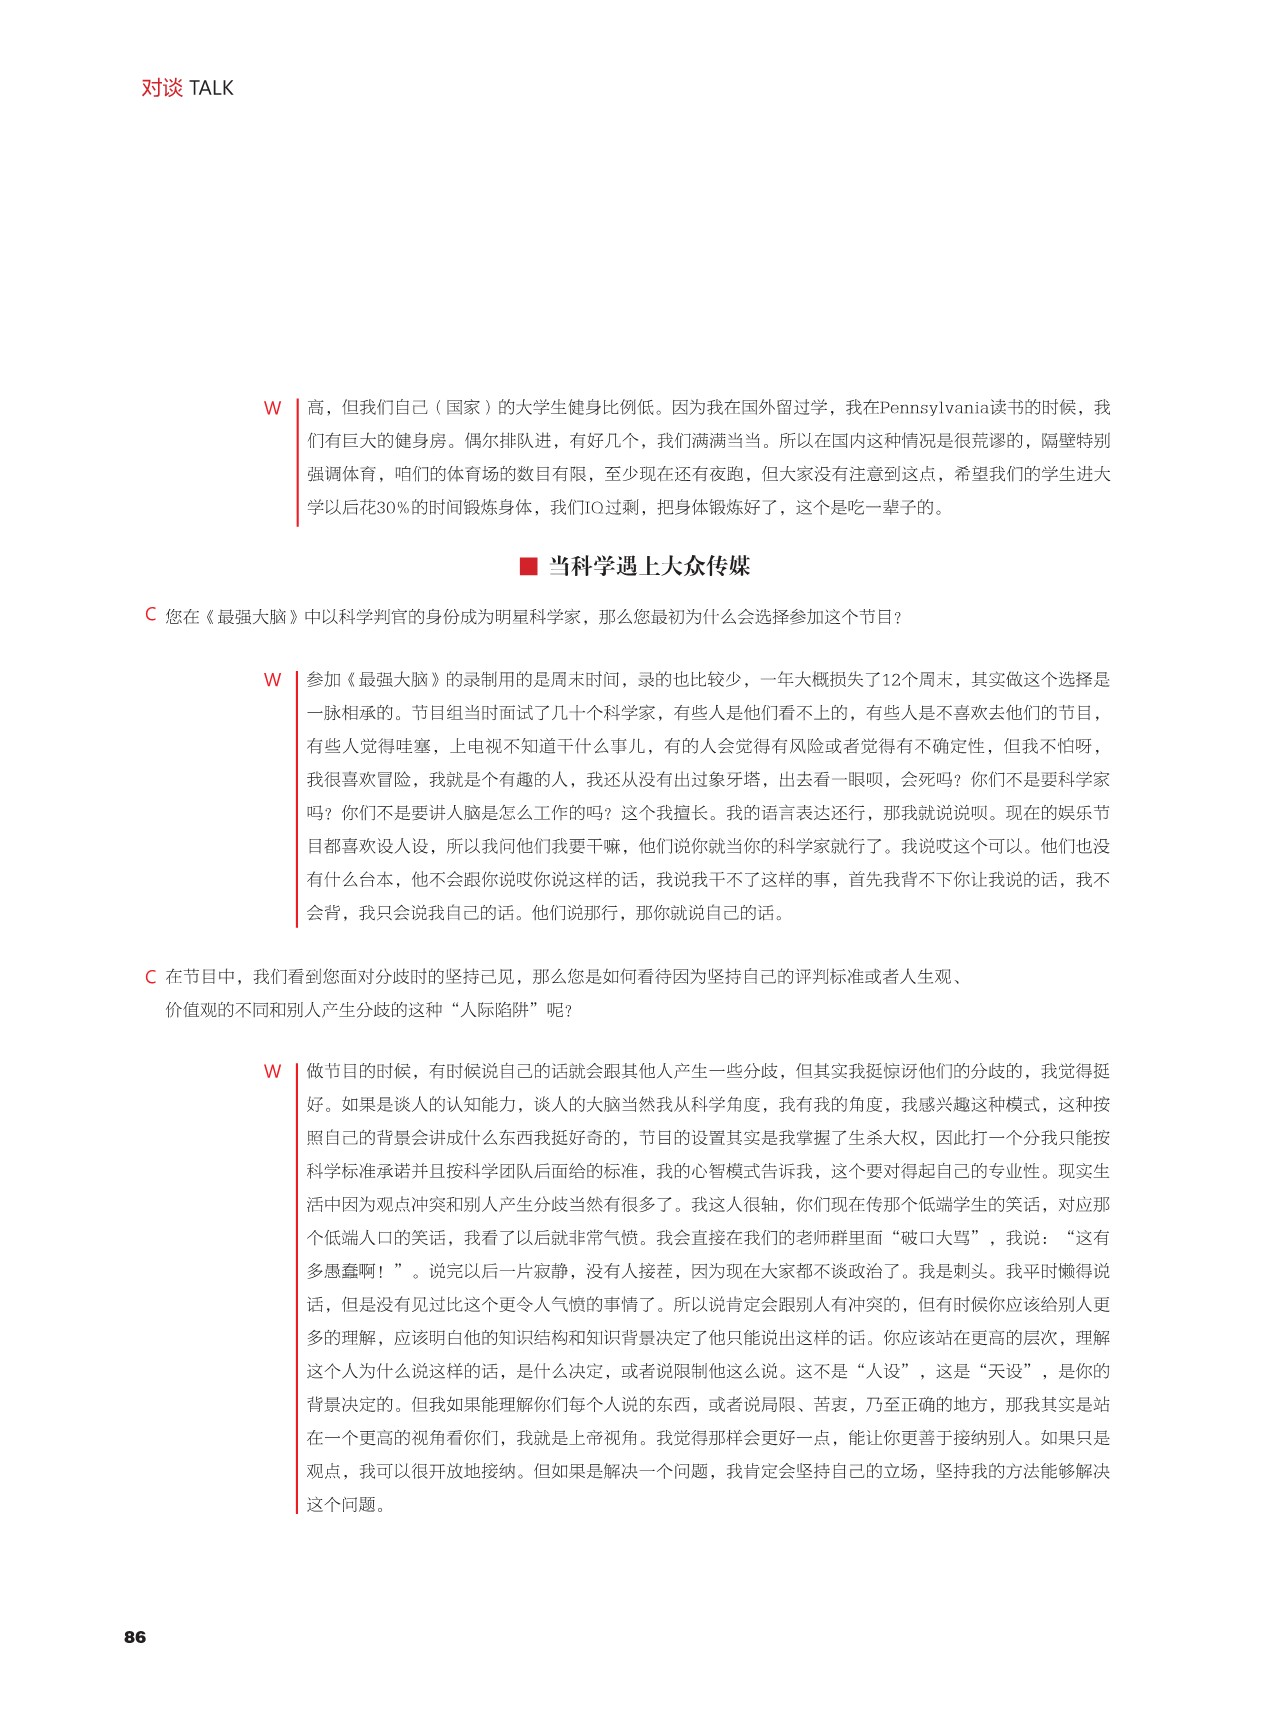 对谈 TALK
W 高，但我们自己（国家）的大学生健身比例低。因为我在国外留过学，我在Pennsylvania读书的时候，我
们有巨大的健身房。偶尔排队进，有好几个，我们满满当当。所以在国内这种情况是很荒谬的，隔壁特别
强调体育，咱们的体育场的数目有限，至少现在还有夜跑，但大家没有注意到这点，希望我们的学生进大
学以后花30%的时间锻炼身体，我们IQ过剩，把身体锻炼好了，这个是吃一辈子的。
■ 当科学遇上大众传媒
C 您在《最强大脑》中以科学判官的身份成为明星科学家，那么您最初为什么会选择参加这个节目？
W 参加《最强大脑》的录制用的是周末时间，录的也比较少，一年大概损失了12个周末，其实做这个选择是
一脉相承的。节目组当时面试了几十个科学家，有些人是他们看不上的，有些人是不喜欢去他们的节目，
有些人觉得哇塞，上电视不知道干什么事儿，有的人会觉得有风险或者觉得有不确定性，但我不怕呀，
我很喜欢冒险，我就是个有趣的人，我还从没有出过象牙塔，出去看一眼呗，会死吗？你们不是要科学家
吗？你们不是要讲人脑是怎么工作的吗？这个我擅长。我的语言表达还行，那我就说说呗。现在的娱乐节
目都喜欢设人设，所以我问他们我要干嘛，他们说你就当你的科学家就行了。我说哎这个可以。他们也没
有什么台本，他不会跟你说哎你说这样的话，我说我干不了这样的事，首先我背不下你让我说的话，我不
会背，我只会说我自己的话。他们说那行，那你就说自己的话。
C 在节目中，我们看到您面对分歧时的坚持己见，那么您是如何看待因为坚持自己的评判标准或者人生观、
价值观的不同和别人产生分歧的这种“人际陷阱”呢？
W 做节目的时候，有时候说自己的话就会跟其他人产生一些分歧，但其实我挺惊讶他们的分歧的，我觉得挺
好。如果是谈人的认知能力，谈人的大脑当然我从科学角度，我有我的角度，我感兴趣这种模式，这种按
照自己的背景会讲成什么东西我挺好奇的，节目的设置其实是我掌握了生杀大权，因此打一个分我只能按
科学标准承诺并且按科学团队后面给的标准，我的心智模式告诉我，这个要对得起自己的专业性。现实生
活中因为观点冲突和别人产生分歧当然有很多了。我这人很轴，你们现在传那个低端学生的笑话，对应那
个低端人口的笑话，我看了以后就非常气愤。我会直接在我们的老师群里面“破口大骂”，我说：“这有
多愚蠢啊！”。说完以后一片寂静，没有人接茬，因为现在大家都不谈政治了。我是刺头。我平时懒得说
话，但是没有见过比这个更令人气愤的事情了。所以说肯定会跟别人有冲突的，但有时候你应该给别人更
多的理解，应该明白他的知识结构和知识背景决定了他只能说出这样的话。你应该站在更高的层次，理解
这个人为什么说这样的话，是什么决定，或者说限制他这么说。这不是“人设”，这是“天设”，是你的
背景决定的。但我如果能理解你们每个人说的东西，或者说局限、苦衷，乃至正确的地方，那我其实是站
在一个更高的视角看你们，我就是上帝视角。我觉得那样会更好一点，能让你更善于接纳别人。如果只是
观点，我可以很开放地接纳。但如果是解决一个问题，我肯定会坚持自己的立场，坚持我的方法能够解决
这个问题。
86